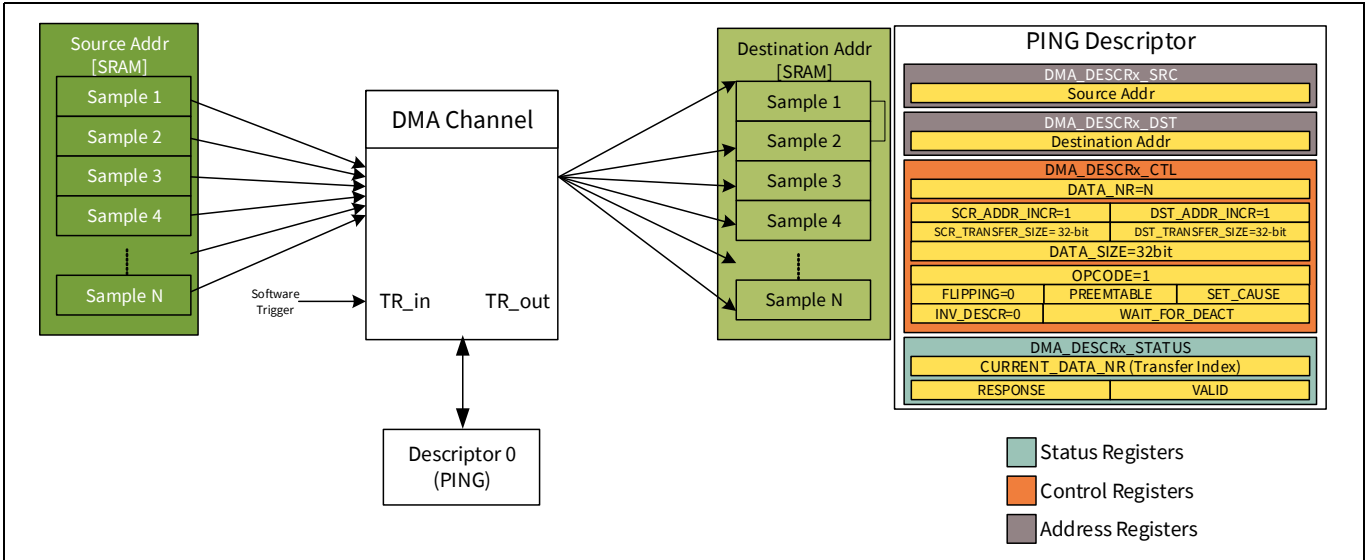 Source Addr
[SRAM]
Sample 1
Sample 2
Sample 3
Sample 4
Sample N
DMA Channel
Software
Trigger
TR_in
TR_out
Descriptor 0
(PING)
Destination Addr
[SRAM]
Sample 1
Sample 2
Sample 3
Sample 4
Sample N
PING Descriptor
DMA_DESCRx_SRC
Source Addr
DMA_DESCRx_DST
Destination Addr
DMA_DESCRx_CTL
DATA_NR=N
SCR_ADDR_INCR=1
DST_ADDR_INCR=1
SCR_TRANSFER_SIZE= 32-bit
DST_TRANSFER_SIZE=32-bit
DATA_SIZE=32bit
OPCODE=1
FLIPPING=0
PREEMTABLE
SET_CAUSE
INV_DESCR=0
WAIT_FOR_DEACT
DMA_DESCRx_STATUS
CURRENT_DATA_NR (Transfer Index)
RESPONSE
VALID
Status Registers
Control Registers
Address Registers